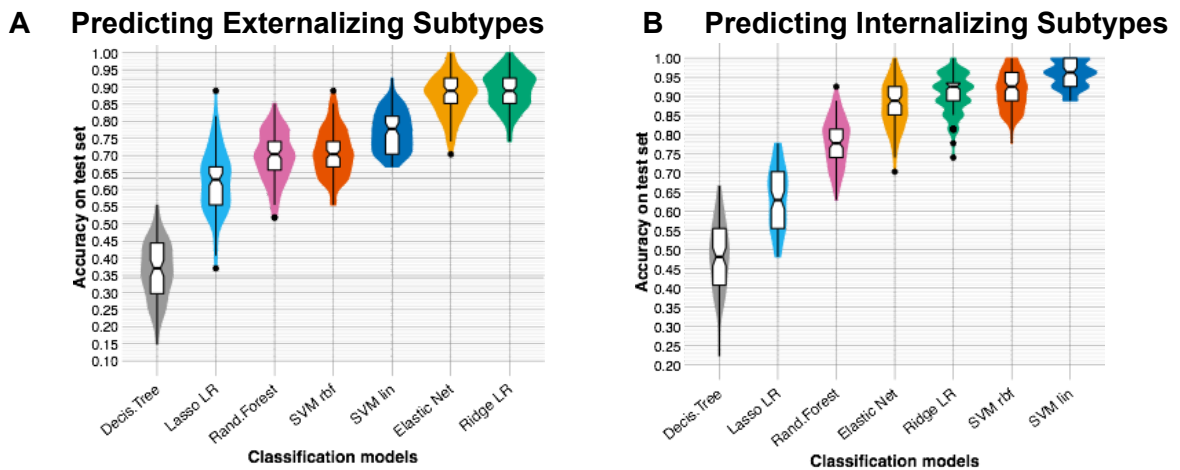 A Predicting Externalizing Subtypes
1.00
0.95
0.90
0.85
0.80
0.75
0.70
0.65
0.60
0.55
0.50
0.45
0.40
0.35
0.30
0.25
0.20
0.15
0.10
Accuracy on test set
Decis.Tree
Lasso LR
Rand.Forest
SVM rbf
SVM lin
Elastic Net
Ridge LR
Classification models
B Predicting Internalizing Subtypes
1.00
0.95
0.90
0.85
0.80
0.75
0.70
0.65
0.60
0.55
0.50
0.45
0.40
0.35
0.30
0.25
0.20
Accuracy on test set
Decis.Tree
Lasso LR
Rand.Forest
Elastic Net
Ridge LR
SVM rbf
SVM lin
Classification models